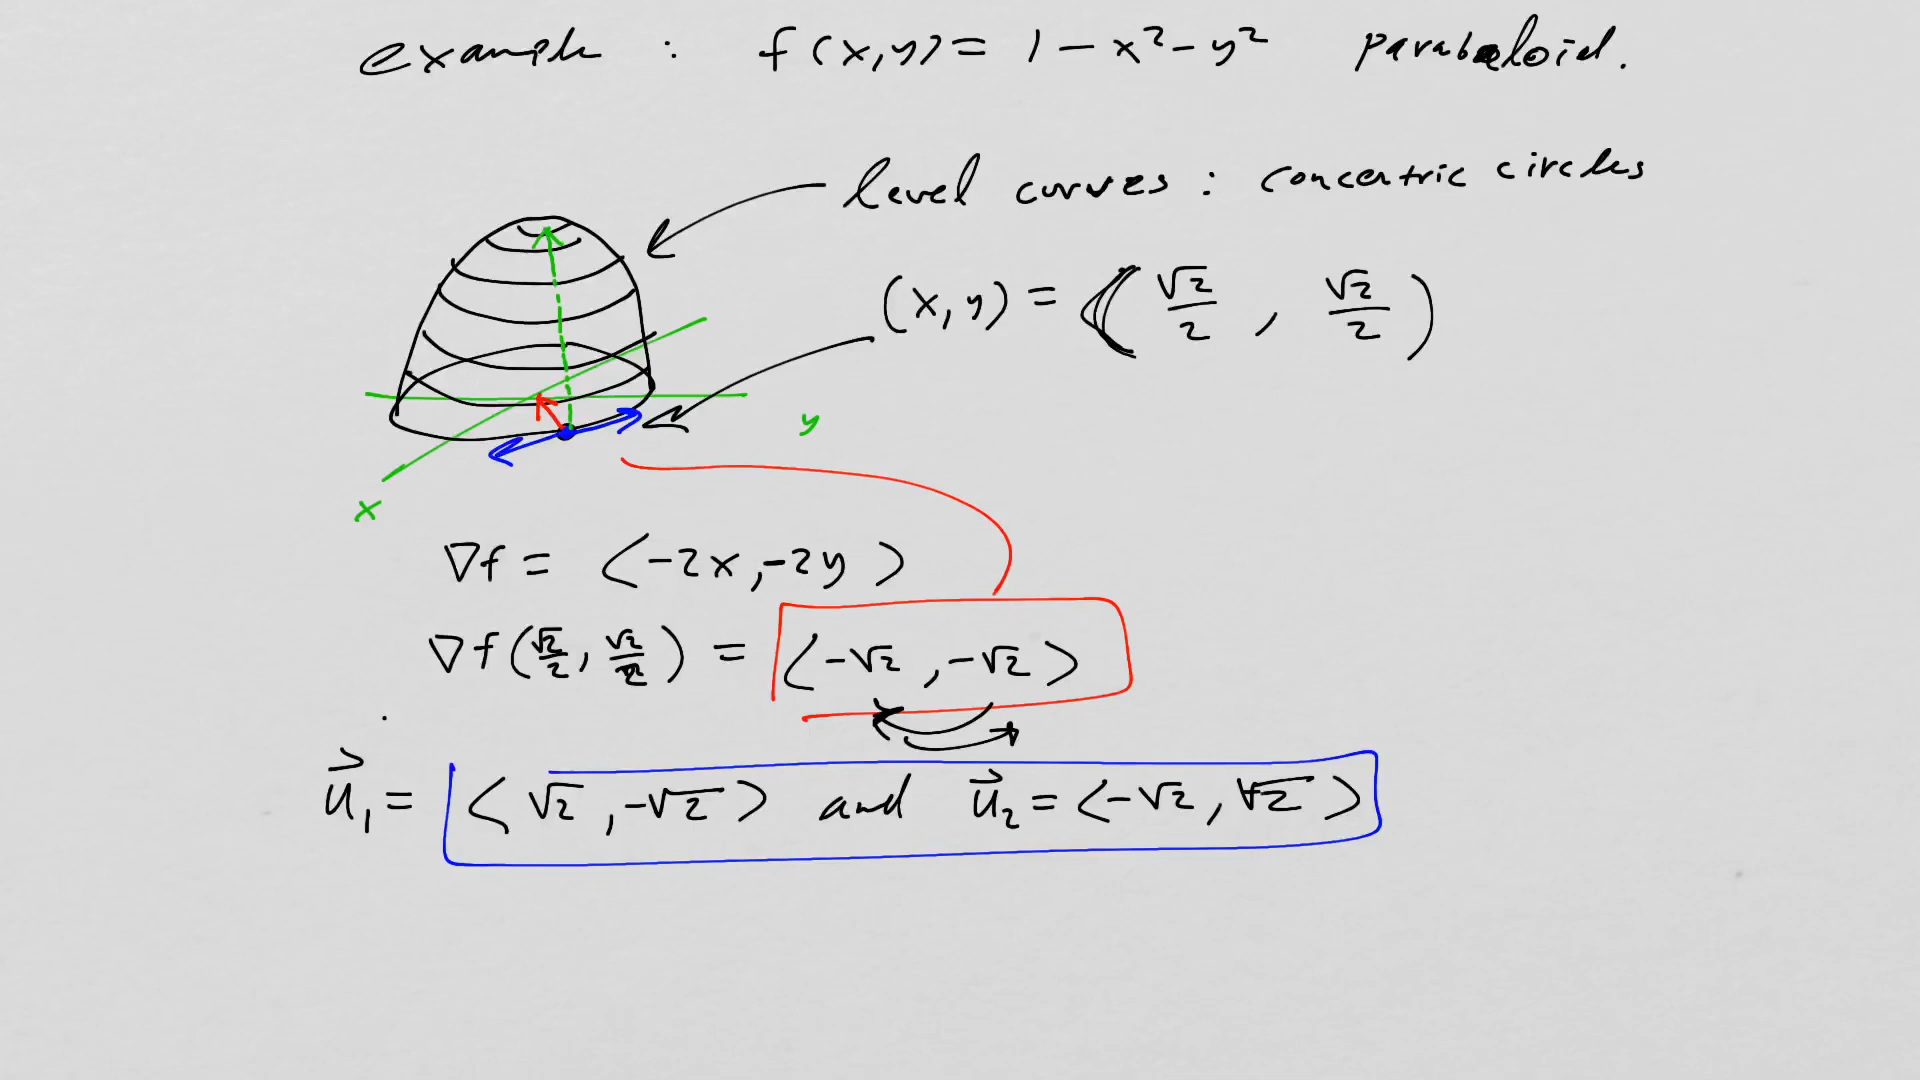 example : f(x,y) = 1 - x² - y² paraboloid.
level curves : concentric circles
(x,y) = (√2/2 , √2/2)
y
x
∇f = ⟨-2x, -2y⟩
∇f(√2/2, √2/2) = ⟨-√2, -√2⟩
u⃗₁ = ⟨√2, -√2⟩ and u⃗₂ = ⟨-√2, √2⟩